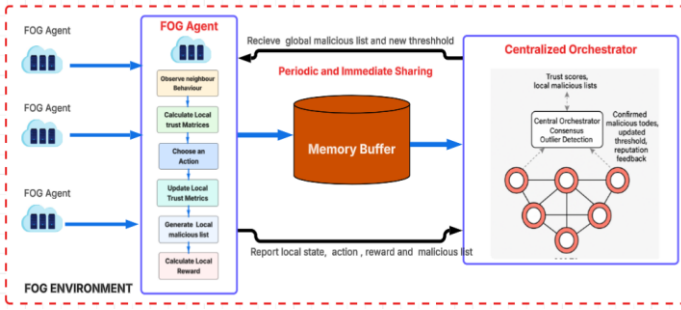 FOG Agent
FOG Agent
FOG Agent
FOG Agent
Observe neighbour
Behaviour
Calculate Local
trust Matrices
Choose an
Action
Update Local
Trust Metrics
Generate Local
malicious list
Calculate Local
Reward
FOG ENVIRONMENT
Recieve global malicious list and new threshhold
Periodic and Immediate Sharing
Memory Buffer
Report local state, action , reward and malicious list
Centralized Orchestrator
Trust scores,
local malicious lists
Central Orchestrator
Consensus
Outlier Detection
Confirmed
malicious todes,
updated
threshold,
reputation
feedback